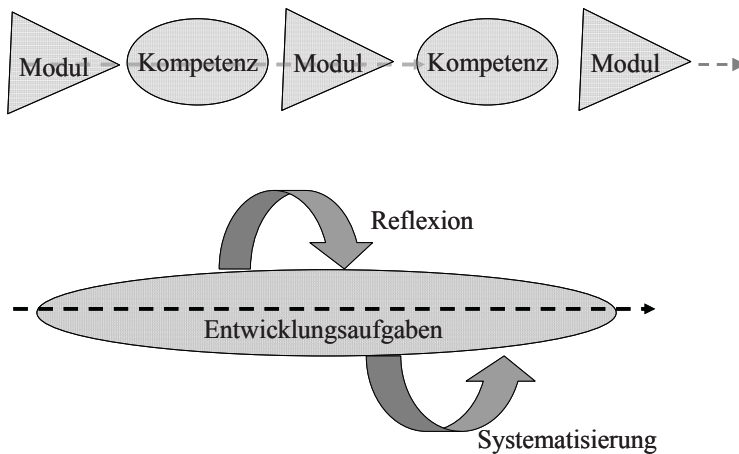 Modul Kompetenz Modul Kompetenz Modul
Reflexion
Entwicklungsaufgaben
Systematisierung